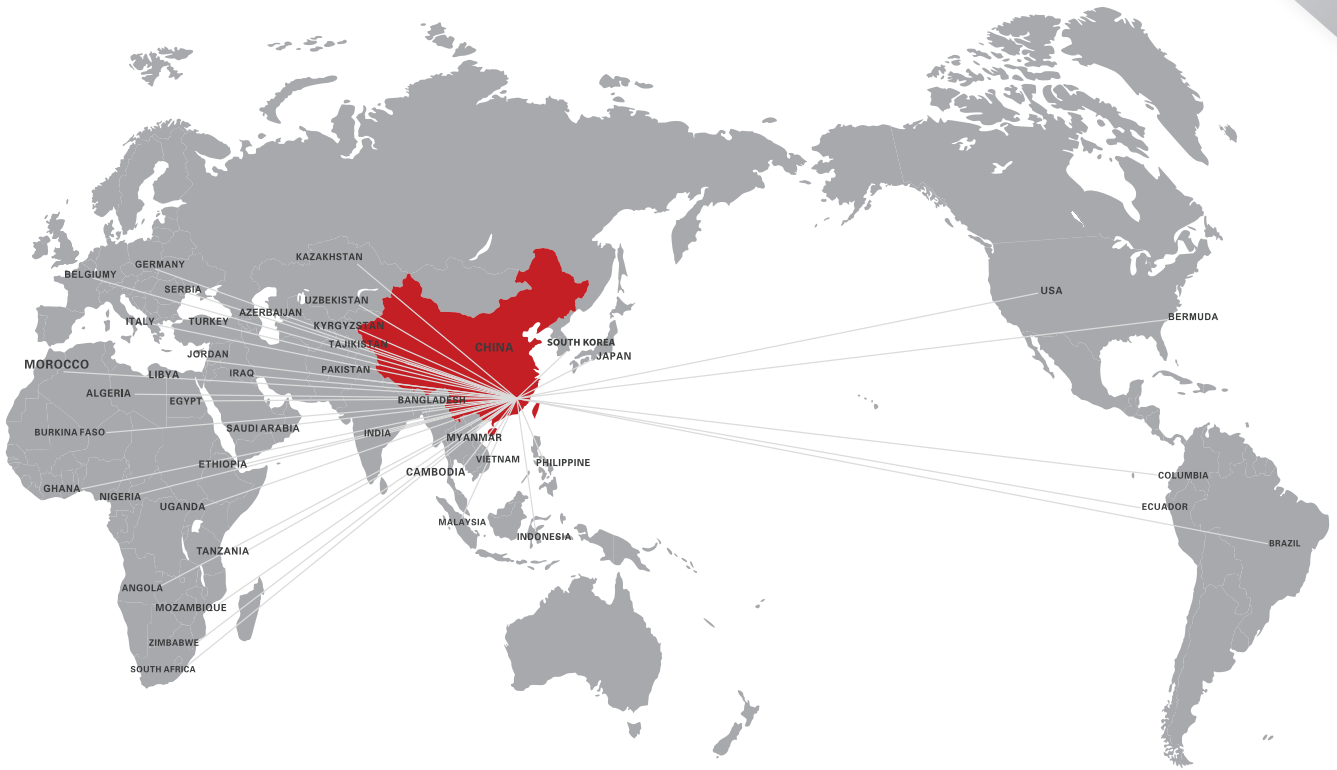 KAZAKHSTAN
GERMANY
BELGIUMY
SERBIA
UZBEKISTAN
AZERBAIJAN
ITALY
TURKEY
KYRGYZSTAN
TAJIKISTAN
CHINA
SOUTH KOREA
JAPAN
JORDAN
MOROCCO
LIBYA
IRAQ
PAKISTAN
ALGERIA
EGYPT
BANGLADESH
BURKINA FASO
SAUDI ARABIA
INDIA
MYANMAR
ETHIOPIA
CAMBODIA
VIETNAM
PHILIPPINE
GHANA
NIGERIA
UGANDA
MALAYSIA
INDONESIA
TANZANIA
ANGOLA
MOZAMBIQUE
ZIMBABWE
SOUTH AFRICA
USA
BERMUDA
COLUMBIA
ECUADOR
BRAZIL